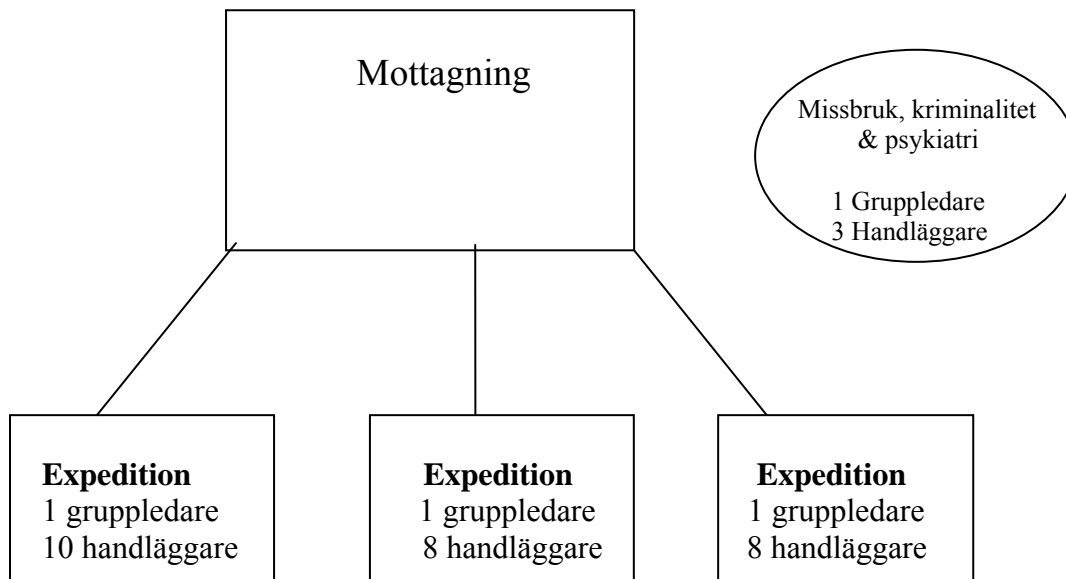 Mottagning
Missbruk, kriminalitet
& psykiatri
1 Gruppledare
3 Handläggare
Expedition
1 gruppledare
10 handläggare
Expedition
1 gruppledare
8 handläggare
Expedition
1 gruppledare
8 handläggare